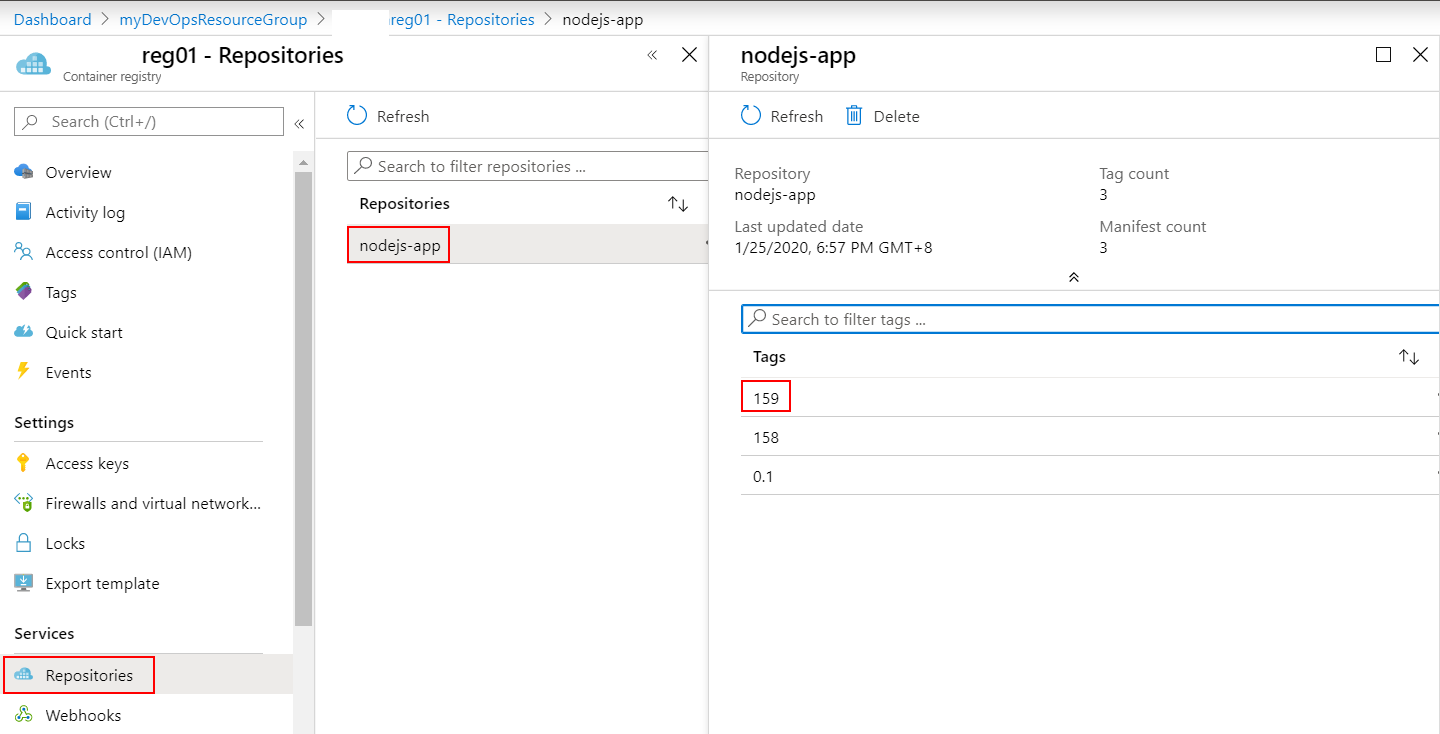 Dashboard > myDevOpsResourceGroup > reg01 - Repositories > nodejs-app
reg01 - Repositories
Container registry
Search (Ctrl+/)
Overview
Activity log
Access control (IAM)
Tags
Quick start
Events
Settings
Access keys
Firewalls and virtual network...
Locks
Export template
Services
Repositories
Webhooks
Refresh
Search to filter repositories ...
Repositories
nodejs-app
nodejs-app
Repository
Refresh Delete
Repository
nodejs-app
Tag count
3
Last updated date
1/25/2020, 6:57 PM GMT+8
Manifest count
3
Search to filter tags ...
Tags
159
158
0.1